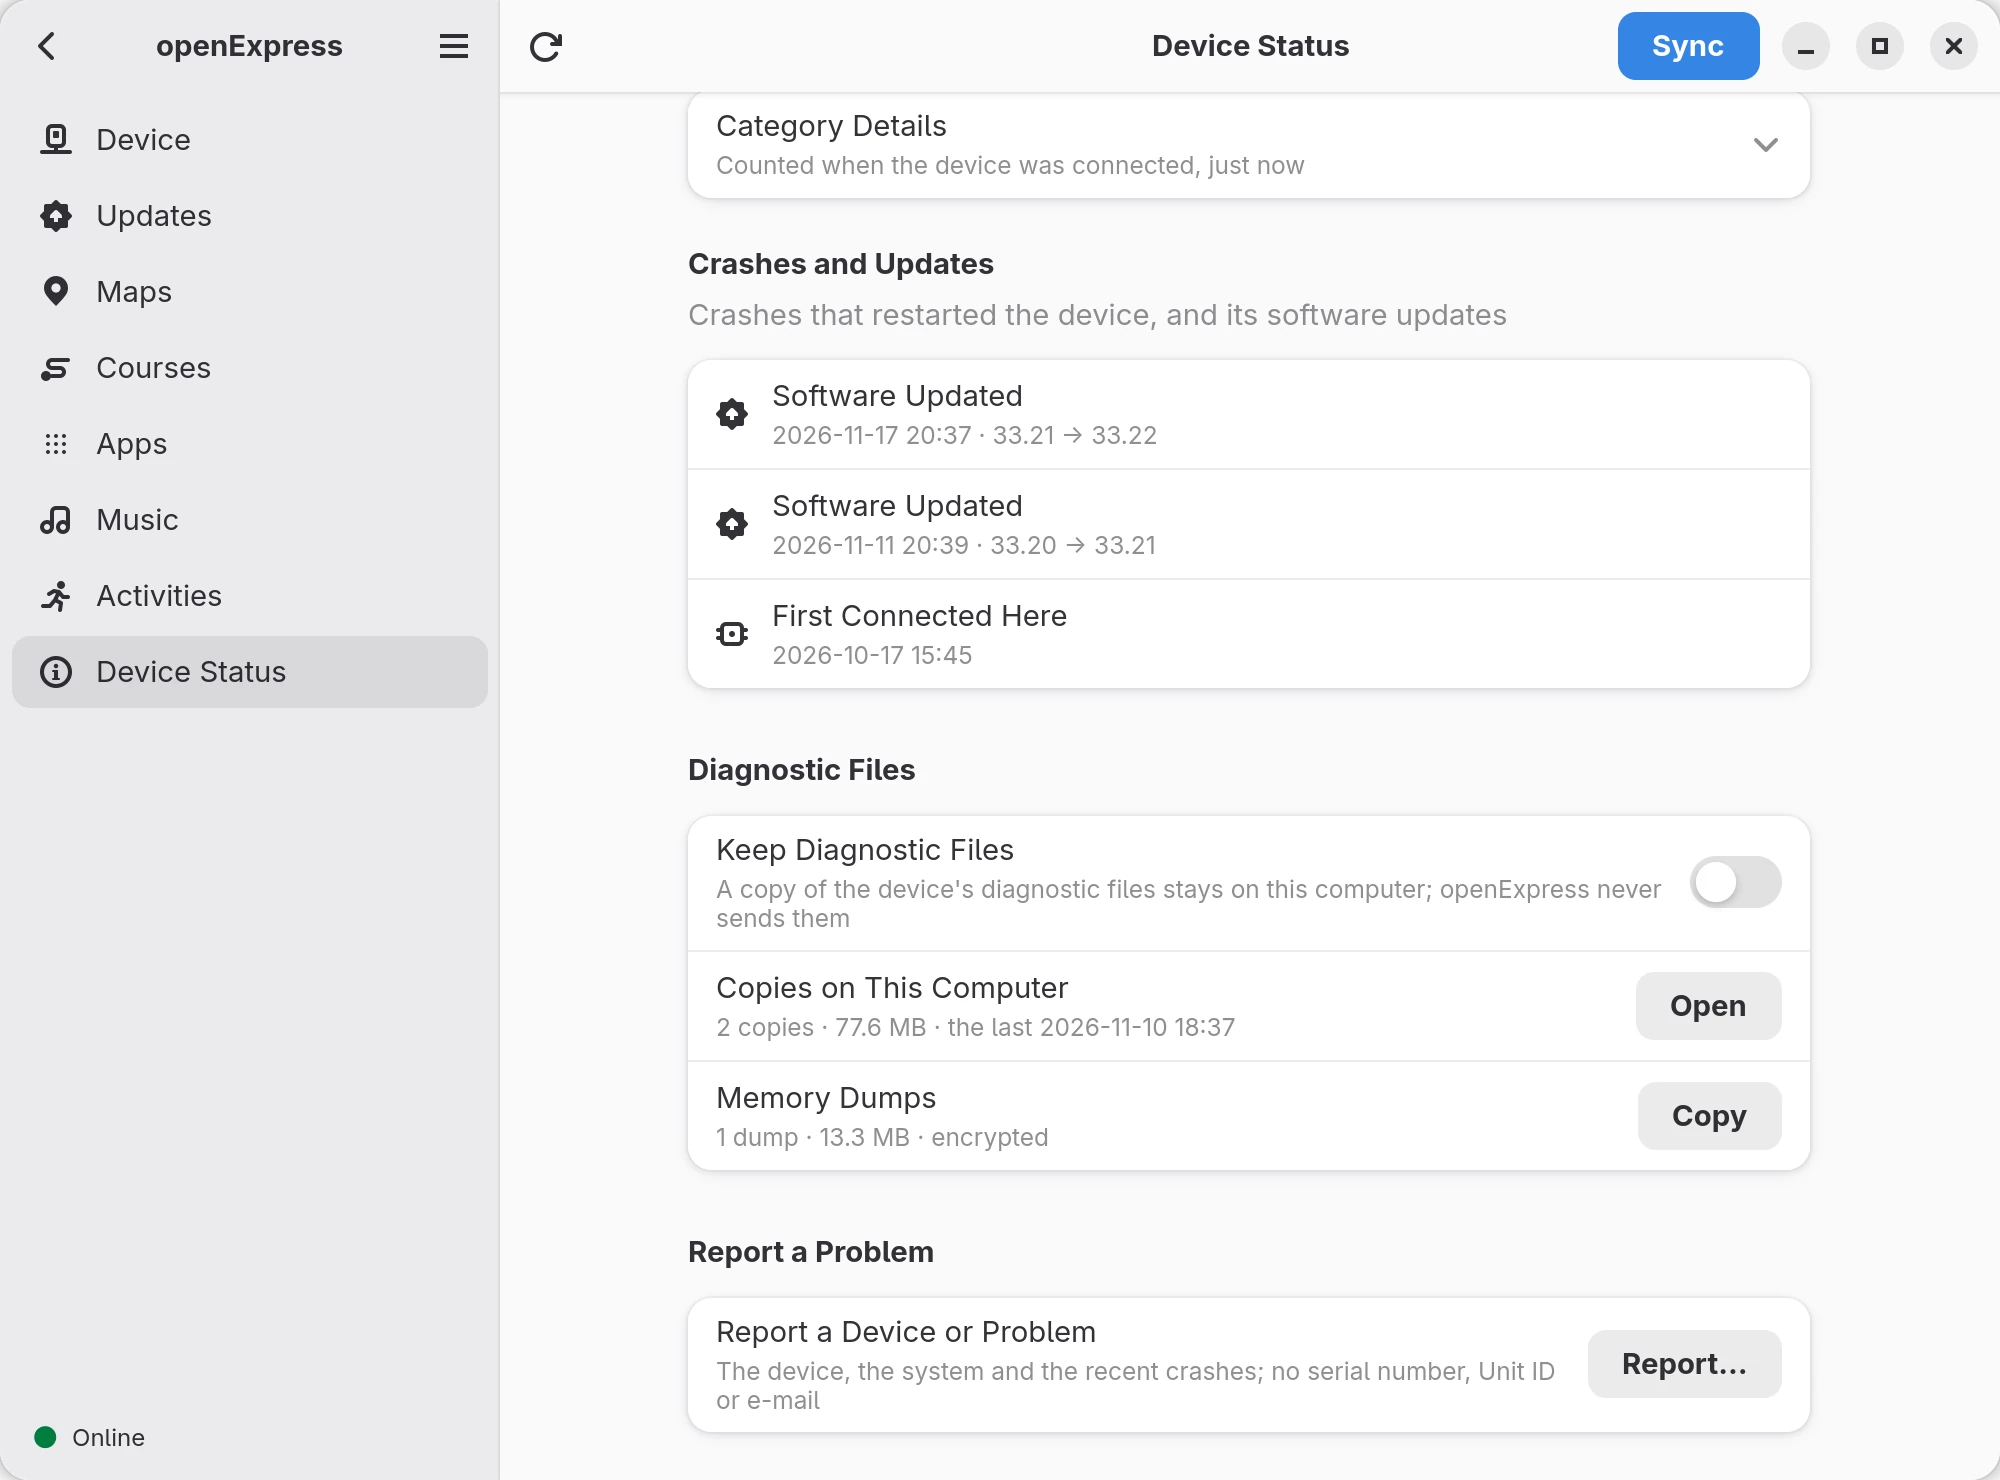 openExpress
Device
Updates
Maps
Courses
Apps
Music
Activities
Device Status
Online
Device Status
Sync
Category Details
Counted when the device was connected, just now
Crashes and Updates
Crashes that restarted the device, and its software updates
Software Updated
2026-11-17 20:37 · 33.21 → 33.22
Software Updated
2026-11-11 20:39 · 33.20 → 33.21
First Connected Here
2026-10-17 15:45
Diagnostic Files
Keep Diagnostic Files
A copy of the device's diagnostic files stays on this computer; openExpress never
sends them
Copies on This Computer
2 copies · 77.6 MB · the last 2026-11-10 18:37
Open
Memory Dumps
1 dump · 13.3 MB · encrypted
Copy
Report a Problem
Report a Device or Problem
The device, the system and the recent crashes; no serial number, Unit ID
or e-mail
Report...